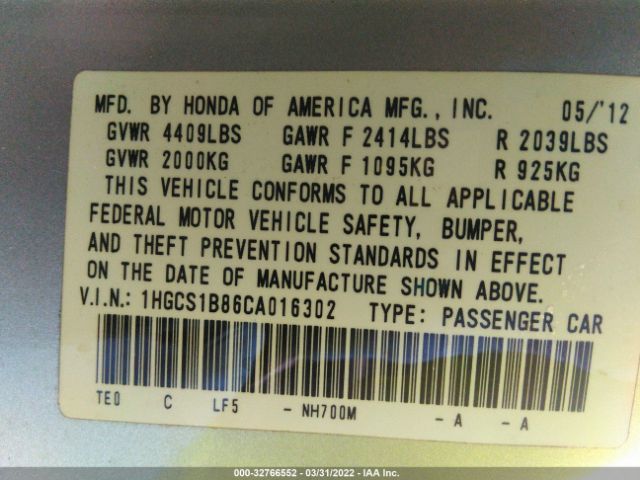 MFD. BY HONDA OF AMERICA MFG., INC. 05/'12
GVWR 4409LBS GAWR F 2414LBS R 2039LBS
GVWR 2000KG GAWR F 1095KG R 925KG
THIS VEHICLE CONFORMS TO ALL APPLICABLE
FEDERAL MOTOR VEHICLE SAFETY, BUMPER,
AND THEFT PREVENTION STANDARDS IN EFFECT
ON THE DATE OF MANUFACTURE SHOWN ABOVE.
V.I.N.: 1HGCS1B86CA016302 TYPE: PASSENGER CAR
TE0 C LF5 - NH700M - A - A
000-32766552 - 03/31/2022 - IAA Inc.